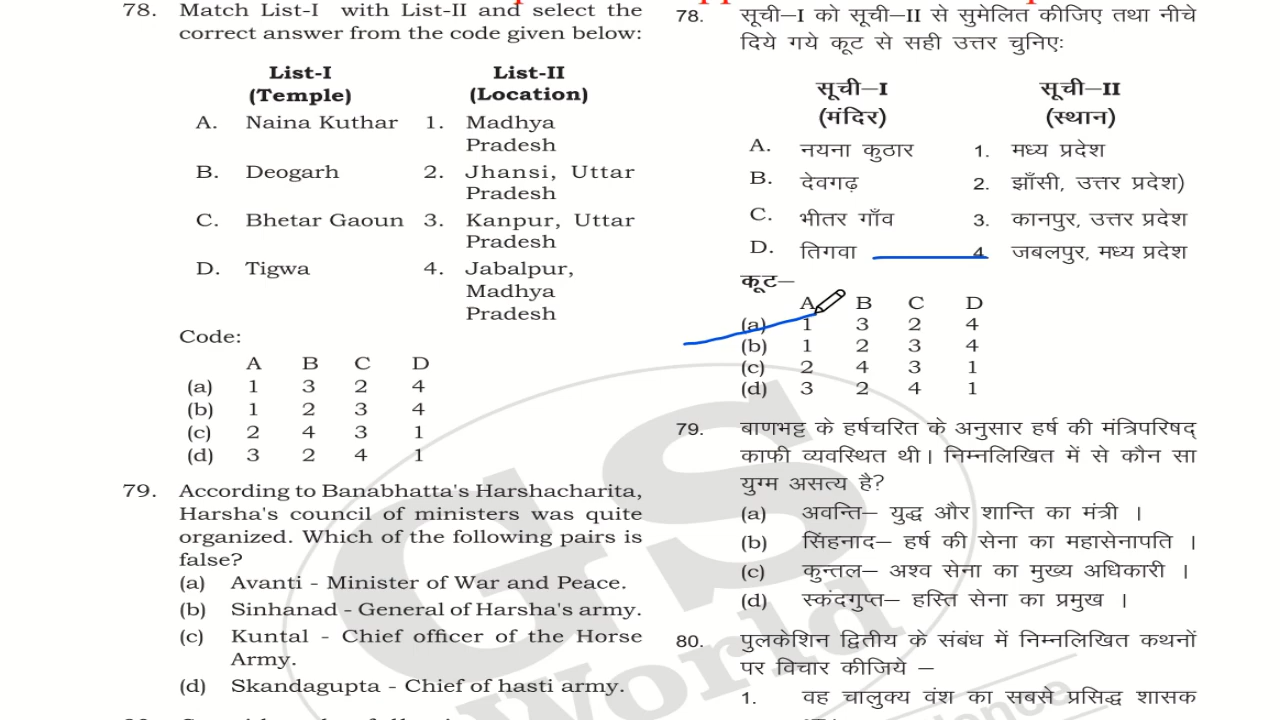 78. Match List-I with List-II and select the
correct answer from the code given below:
List-I List-II
(Temple) (Location)
A. Naina Kuthar 1. Madhya
Pradesh
B. Deogarh 2. Jhansi, Uttar
Pradesh
C. Bhetar Gaoun 3. Kanpur, Uttar
Pradesh
D. Tigwa 4. Jabalpur,
Madhya
Pradesh
Code:
A B C D
(a) 1 3 2 4
(b) 1 2 3 4
(c) 2 4 3 1
(d) 3 2 4 1
79. According to Banabhatta's Harshacharita,
Harsha's council of ministers was quite
organized. Which of the following pairs is
false?
(a) Avanti - Minister of War and Peace.
(b) Sinhanad - General of Harsha's army.
(c) Kuntal - Chief officer of the Horse
Army.
(d) Skandagupta - Chief of hasti army.
78. सूची–I को सूची–II से सुमेलित कीजिए तथा नीचे
दिये गये कूट से सही उत्तर चुनिएः
सूची–I सूची–II
(मंदिर) (स्थान)
A. नयना कुठार 1. मध्य प्रदेश
B. देवगढ़ 2. झाँसी, उत्तर प्रदेश)
C. भीतर गाँव 3. कानपुर, उत्तर प्रदेश
D. तिगवा 4. जबलपुर, मध्य प्रदेश
कूट–
A B C D
(a) 1 3 2 4
(b) 1 2 3 4
(c) 2 4 3 1
(d) 3 2 4 1
79. बाणभट्ट के हर्षचरित के अनुसार हर्ष की मंत्रिपरिषद्
काफी व्यवस्थित थी। निम्नलिखित में से कौन सा
युग्म असत्य है?
(a) अवन्ति– युद्ध और शान्ति का मंत्री ।
(b) सिंहनाद– हर्ष की सेना का महासेनापति ।
(c) कुन्तल– अश्व सेना का मुख्य अधिकारी ।
(d) स्कंदगुप्त– हस्ति सेना का प्रमुख ।
80. पुलकेशिन द्वितीय के संबंध में निम्नलिखित कथनों
पर विचार कीजिये –
1. वह चालुक्य वंश का सबसे प्रसिद्ध शासक
GS
World